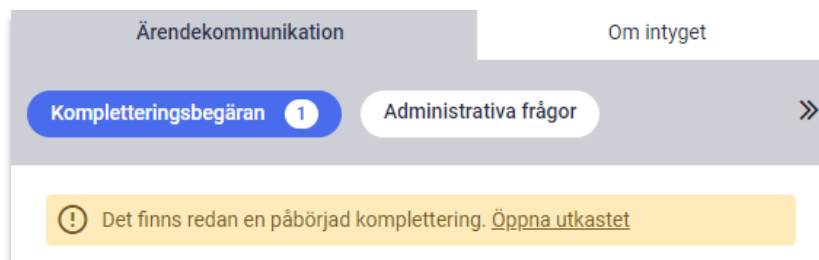 Ärendekommunikation Om intyget
Kompletteringsbegäran 1 Administrativa frågor »
Det finns redan en påbörjad komplettering. Öppna utkastet